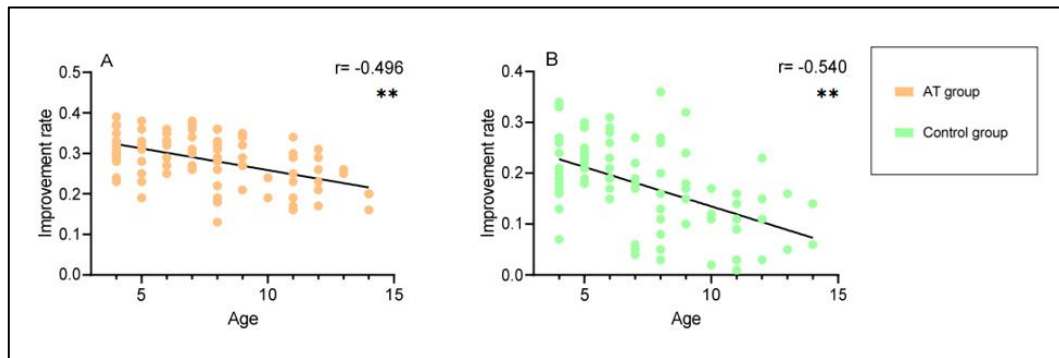 A
r= -0.496
**
Improvement rate
0.5
0.4
0.3
0.2
0.1
0.0
5
10
15
Age
B
r= -0.540
**
Improvement rate
0.4
0.3
0.2
0.1
0.0
5
10
15
Age
AT group
Control group